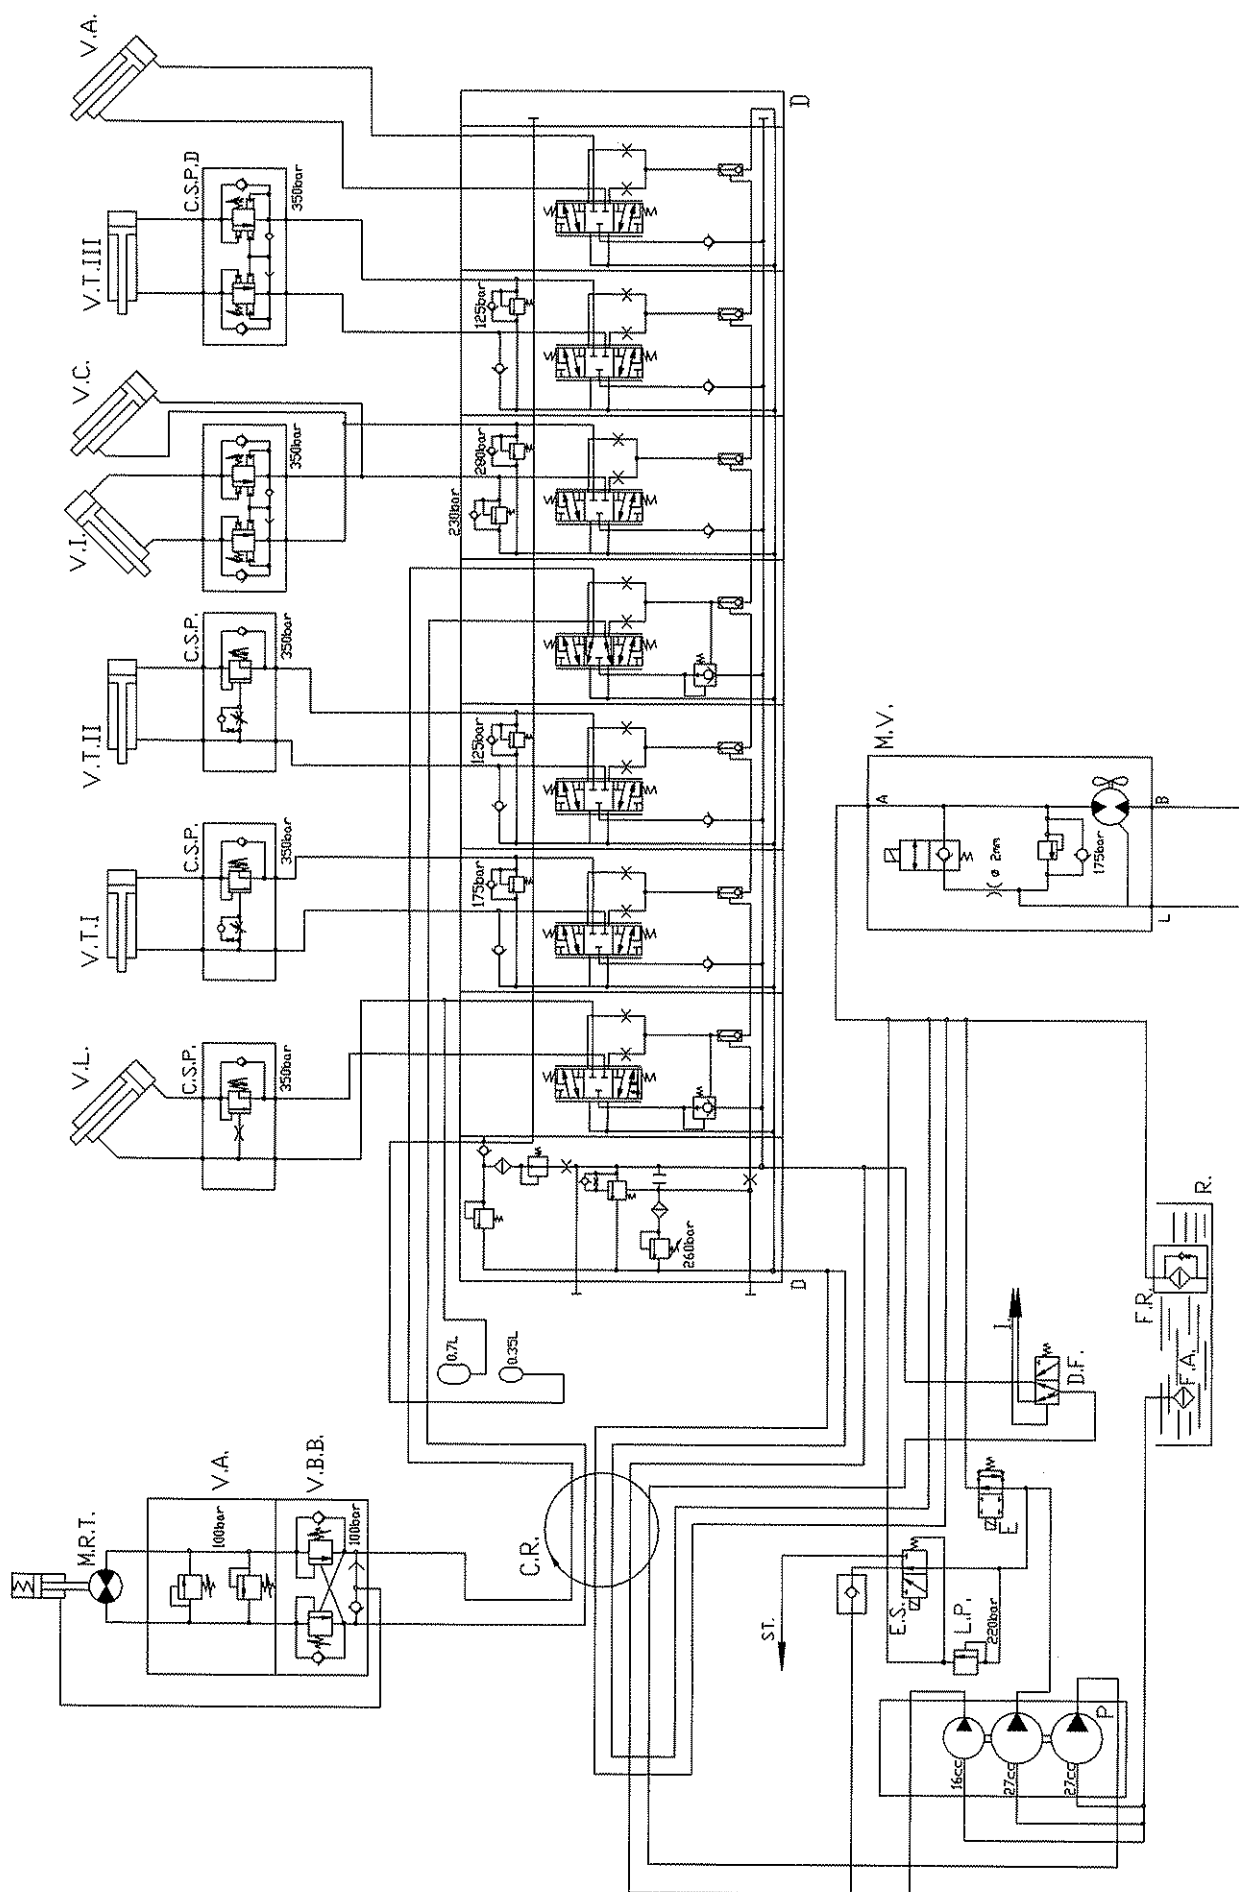 V.A.
V.T.III
C.S.P.D
350bar
V.C.
V.I.
350bar
V.T.II
C.S.P.
350bar
V.T.I
C.S.P.
350bar
V.L.
C.S.P.
350bar
D
125bar
280bar
230bar
125bar
175bar
260bar
D
M.V.
A
ø 2mm
175bar
B
L
0.7L
0.35L
M.R.T.
V.A.
100bar
V.B.B.
100bar
C.R.
I.
D.F.
F.R.
R.
F.A.
E.
E.S.
ST.
L.P.
220bar
P
16cc
27cc
27cc